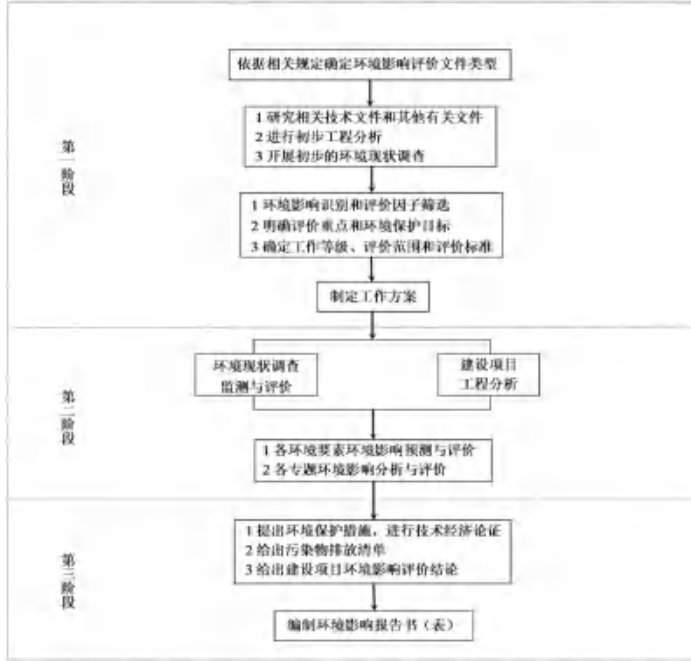 依据相关规定确定环境影响评价文件类型
1 研究相关技术文件和其他有关文件
2 进行初步工程分析
3 开展初步的环境现状调查
第一阶段
1 环境影响识别和评价因子筛选
2 明确评价重点和环境保护目标
3 确定工作等级、评价范围和评价标准
制定工作方案
环境现状调查
监测与评价
建设项目
工程分析
第二阶段
1 各环境要素环境影响预测与评价
2 各专题环境影响分析与评价
1 提出环境保护措施，进行技术经济论证
2 给出污染物排放清单
3 给出建设项目环境影响评价结论
第三阶段
编制环境影响报告书（表）